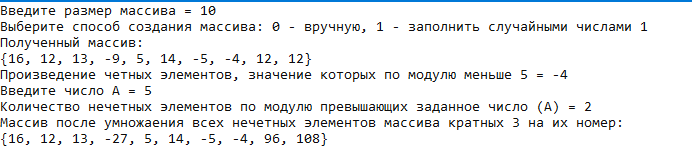 Введите размер массива = 10
Выберите способ создания массива: 0 - вручную, 1 - заполнить случайными числами 1
Полученный массив:
{16, 12, 13, -9, 5, 14, -5, -4, 12, 12}
Произведение четных элементов, значение которых по модулю меньше 5 = -4
Введите число А = 5
Количество нечетных элементов по модулю превышающих заданное число (А) = 2
Массив после умножаения всех нечетных элементов массива кратных 3 на их номер:
{16, 12, 13, -27, 5, 14, -5, -4, 96, 108}